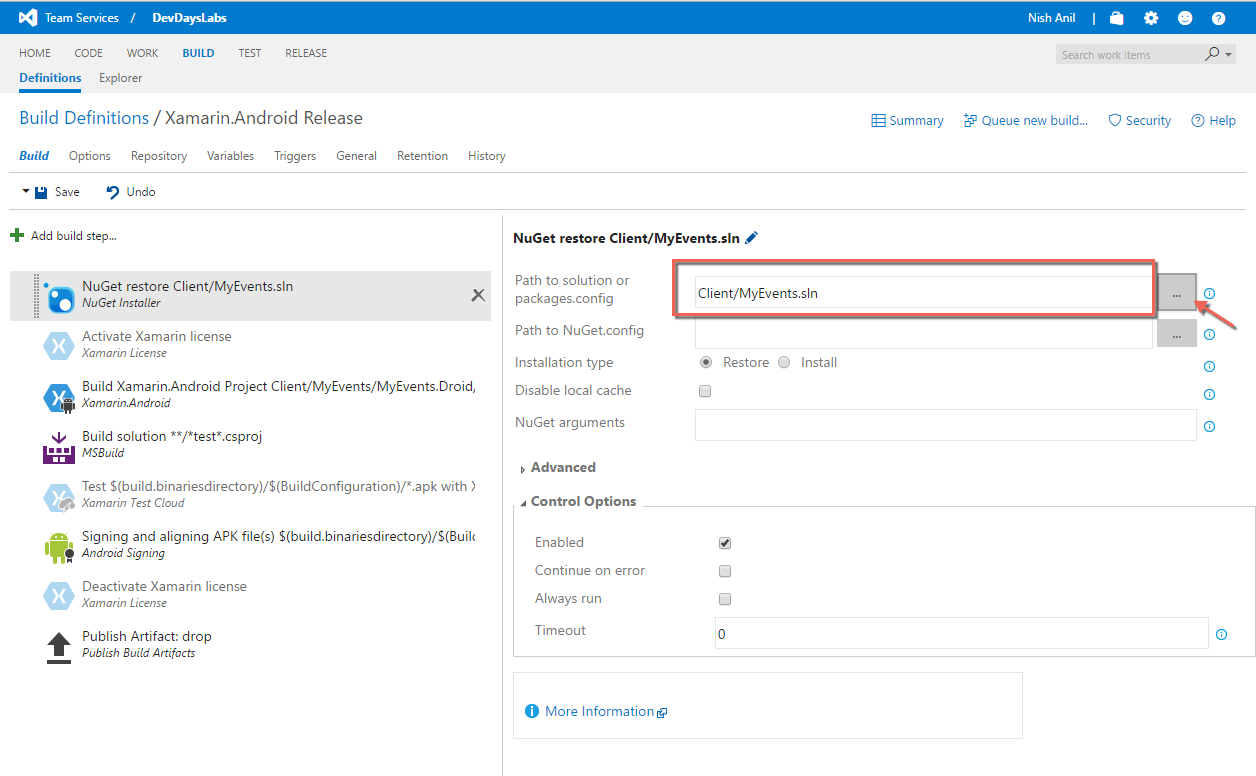 Team Services / DevDaysLabs Nish Anil |
HOME CODE WORK BUILD TEST RELEASE Search work items
Definitions Explorer
Build Definitions / Xamarin.Android Release
Summary Queue new build... Security Help
Build Options Repository Variables Triggers General Retention History
Save Undo
Add build step...
NuGet restore Client/MyEvents.sln
NuGet Installer
Activate Xamarin license
Xamarin License
Build Xamarin.Android Project Client/MyEvents/MyEvents.Droid,
Xamarin.Android
Build solution **/*test*.csproj
MSBuild
Test $(build.binariesdirectory)/$(BuildConfiguration)/*.apk with X
Xamarin Test Cloud
Signing and aligning APK file(s) $(build.binariesdirectory)/$(Build
Android Signing
Deactivate Xamarin license
Xamarin License
Publish Artifact: drop
Publish Build Artifacts
NuGet restore Client/MyEvents.sln
Path to solution or
packages.config
Client/MyEvents.sln ...
Path to NuGet.config ...
Installation type Restore Install
Disable local cache
NuGet arguments
Advanced
Control Options
Enabled
Continue on error
Always run
Timeout 0
More Information